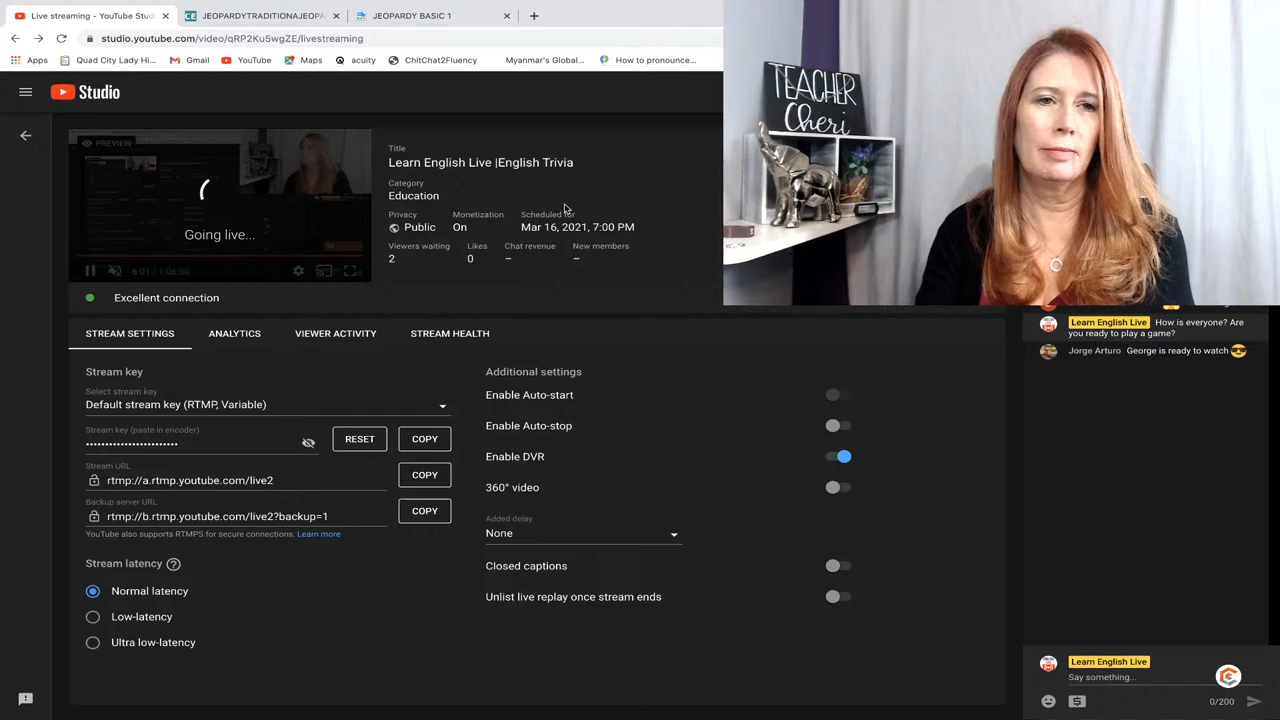 Live streaming - YouTube Stud
JEOPARDYTRADITIONAJEOPA
JEOPARDY BASIC 1
studio.youtube.com/video/qRP2Ku5wgZE/livestreaming
Apps
Quad City Lady Hi...
Gmail
YouTube
Maps
acuity
ChitChat2Fluency
Myanmar's Global...
How to pronounce...
Studio
TEACHER
Cheri
PREVIEW
Going live...
6:01 / 1:06:00
Title
Learn English Live |English Trivia
Category
Education
Privacy Monetization Scheduled for
Public On Mar 16, 2021, 7:00 PM
Viewers waiting Likes Chat revenue New members
2 0 – –
Excellent connection
STREAM SETTINGS ANALYTICS VIEWER ACTIVITY STREAM HEALTH
Learn English Live How is everyone? Are
you ready to play a game?
Jorge Arturo George is ready to watch 😎
Stream key
Select stream key
Default stream key (RTMP, Variable)
Stream key (paste in encoder)
••••••••••••••••••••••••
RESET
COPY
Stream URL
rtmp://a.rtmp.youtube.com/live2
COPY
Backup server URL
rtmp://b.rtmp.youtube.com/live2?backup=1
COPY
YouTube also supports RTMPS for secure connections. Learn more
Stream latency
Normal latency
Low-latency
Ultra low-latency
Additional settings
Enable Auto-start
Enable Auto-stop
Enable DVR
360° video
Added delay
None
Closed captions
Unlist live replay once stream ends
Learn English Live
Say something...
0/200